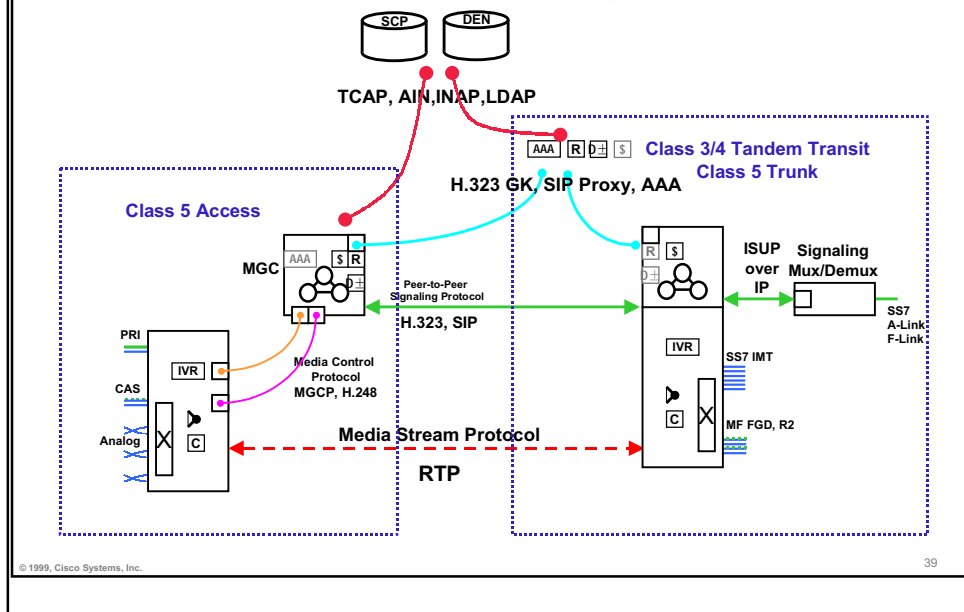 SCP
DEN
TCAP, AIN,INAP,LDAP
AAA
R
D±
$
Class 3/4 Tandem Transit
Class 5 Trunk
H.323 GK, SIP Proxy, AAA
Class 5 Access
MGC
AAA
$
R
D±
Peer-to-Peer
Signaling Protocol
H.323, SIP
R
$
D±
ISUP
over
IP
Signaling
Mux/Demux
SS7
A-Link
F-Link
PRI
CAS
Analog
IVR
X
C
Media Control
Protocol
MGCP, H.248
Media Stream Protocol
RTP
IVR
X
C
SS7 IMT
MF FGD, R2
© 1999, Cisco Systems, Inc.
39